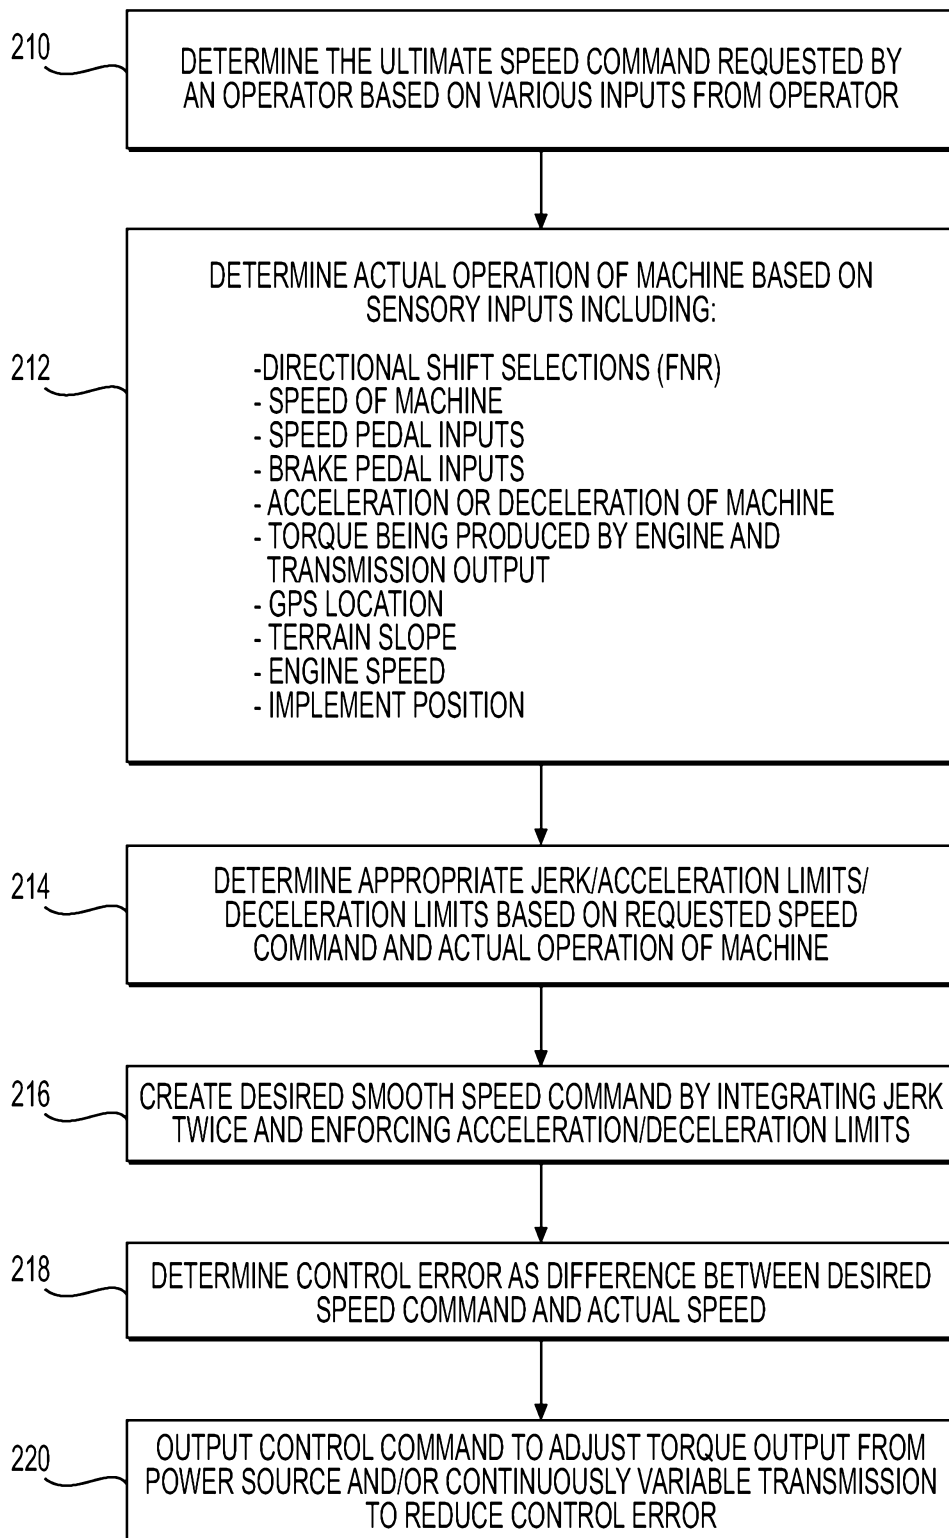 210
DETERMINE THE ULTIMATE SPEED COMMAND REQUESTED BY
AN OPERATOR BASED ON VARIOUS INPUTS FROM OPERATOR
212
DETERMINE ACTUAL OPERATION OF MACHINE BASED ON
SENSORY INPUTS INCLUDING:
-DIRECTIONAL SHIFT SELECTIONS (FNR)
- SPEED OF MACHINE
- SPEED PEDAL INPUTS
- BRAKE PEDAL INPUTS
- ACCELERATION OR DECELERATION OF MACHINE
- TORQUE BEING PRODUCED BY ENGINE AND
TRANSMISSION OUTPUT
- GPS LOCATION
- TERRAIN SLOPE
- ENGINE SPEED
- IMPLEMENT POSITION
214
DETERMINE APPROPRIATE JERK/ACCELERATION LIMITS/
DECELERATION LIMITS BASED ON REQUESTED SPEED
COMMAND AND ACTUAL OPERATION OF MACHINE
216
CREATE DESIRED SMOOTH SPEED COMMAND BY INTEGRATING JERK
TWICE AND ENFORCING ACCELERATION/DECELERATION LIMITS
218
DETERMINE CONTROL ERROR AS DIFFERENCE BETWEEN DESIRED
SPEED COMMAND AND ACTUAL SPEED
220
OUTPUT CONTROL COMMAND TO ADJUST TORQUE OUTPUT FROM
POWER SOURCE AND/OR CONTINUOUSLY VARIABLE TRANSMISSION
TO REDUCE CONTROL ERROR